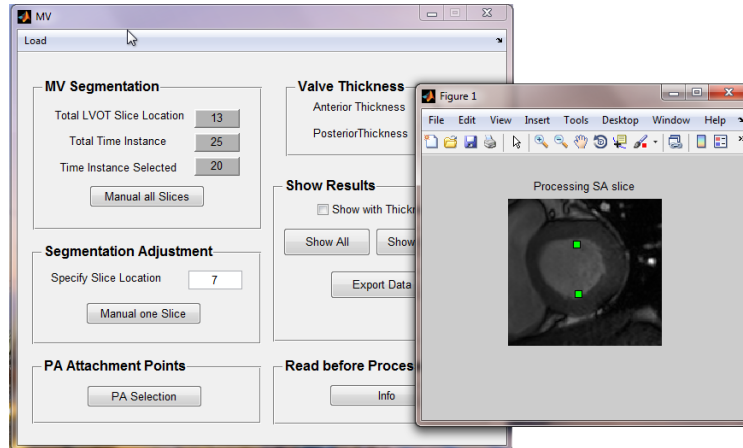 MV
Load
MV Segmentation
Total LVOT Slice Location 13
Total Time Instance 25
Time Instance Selected 20
Manual all Slices
Segmentation Adjustment
Specify Slice Location 7
Manual one Slice
PA Attachment Points
PA Selection
Valve Thickness
Anterior Thickness
PosteriorThickness
Show Results
Show with Thickn
Show All Show
Export Data
Read before Proces
Info
Figure 1
File Edit View Insert Tools Desktop Window Help
Processing SA slice